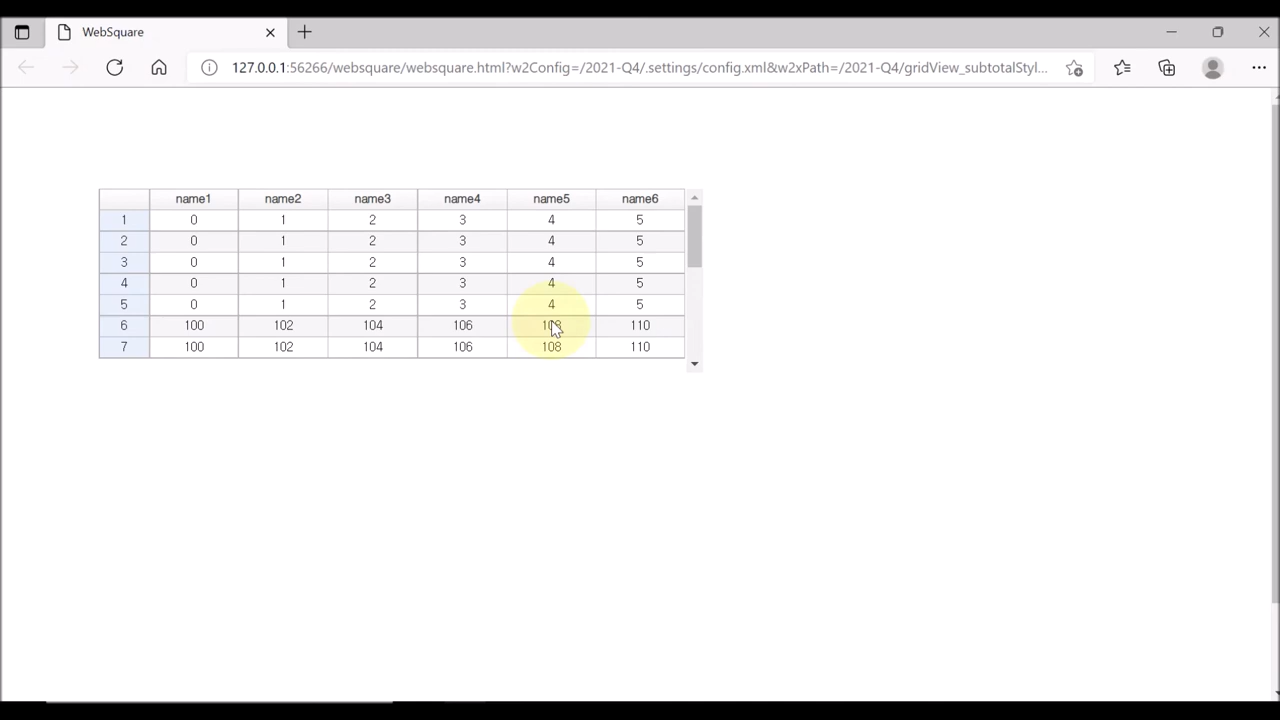 WebSquare
127.0.0.1:56266/websquare/websquare.html?w2Config=/2021-Q4/.settings/config.xml&w2xPath=/2021-Q4/gridView_subtotalStyl...
name1 name2 name3 name4 name5 name6
1 0 1 2 3 4 5
2 0 1 2 3 4 5
3 0 1 2 3 4 5
4 0 1 2 3 4 5
5 0 1 2 3 4 5
6 100 102 104 106 108 110
7 100 102 104 106 108 110